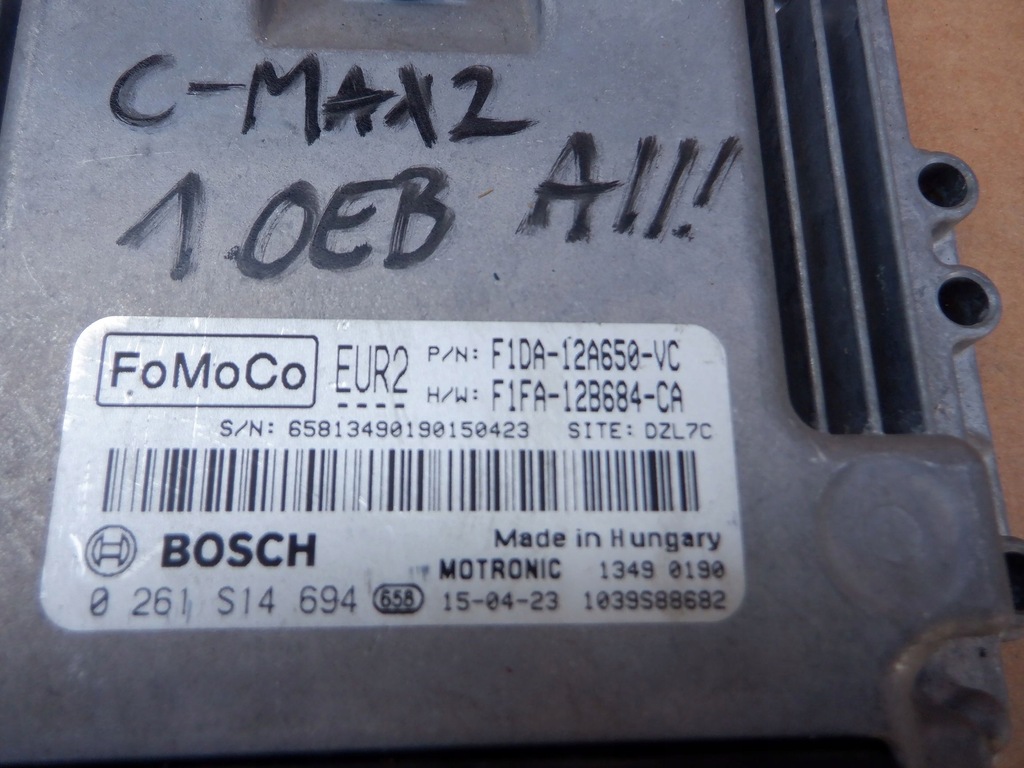 C-MAX2
1.0EB A!!!
FoMoCo EUR2 P/N: F1DA-12A650-VC
H/W: F1FA-12B684-CA
S/N: 65813490190150423 SITE: DZL7C
BOSCH Made in Hungary
MOTRONIC 1349 0190
0 261 S14 694 658 15-04-23 1039S88682